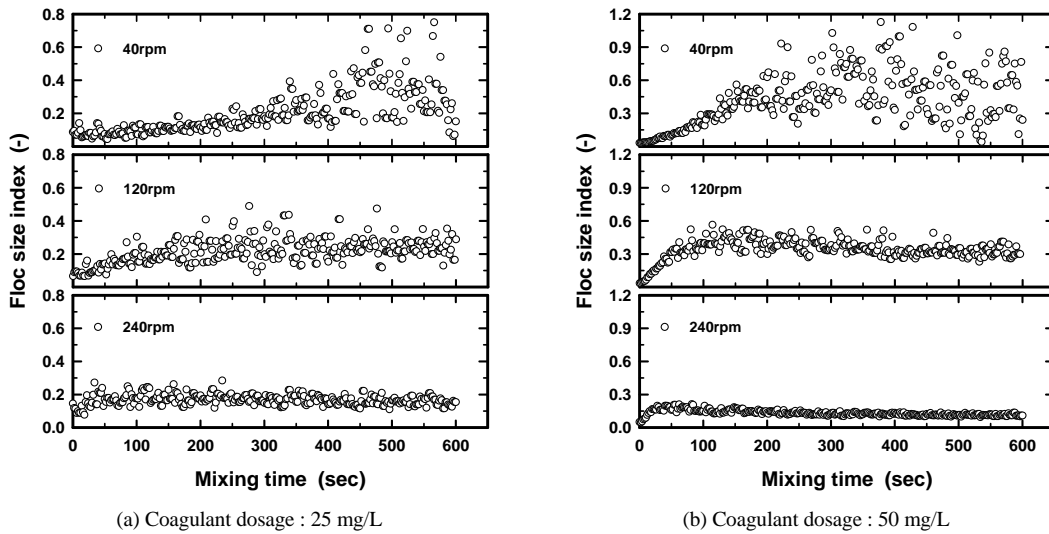 0.8
40rpm
0.6
0.4
0.2
0.8
120rpm
0.6
0.4
0.2
0.8
240rpm
0.6
0.4
0.2
0.0
0 100 200 300 400 500 600
Floc size index (-)
Mixing time (sec)
(a) Coagulant dosage : 25 mg/L
1.2
40rpm
0.9
0.6
0.3
1.2
120rpm
0.9
0.6
0.3
1.2
240rpm
0.9
0.6
0.3
0.0
0 100 200 300 400 500 600
Floc size index (-)
Mixing time (sec)
(b) Coagulant dosage : 50 mg/L